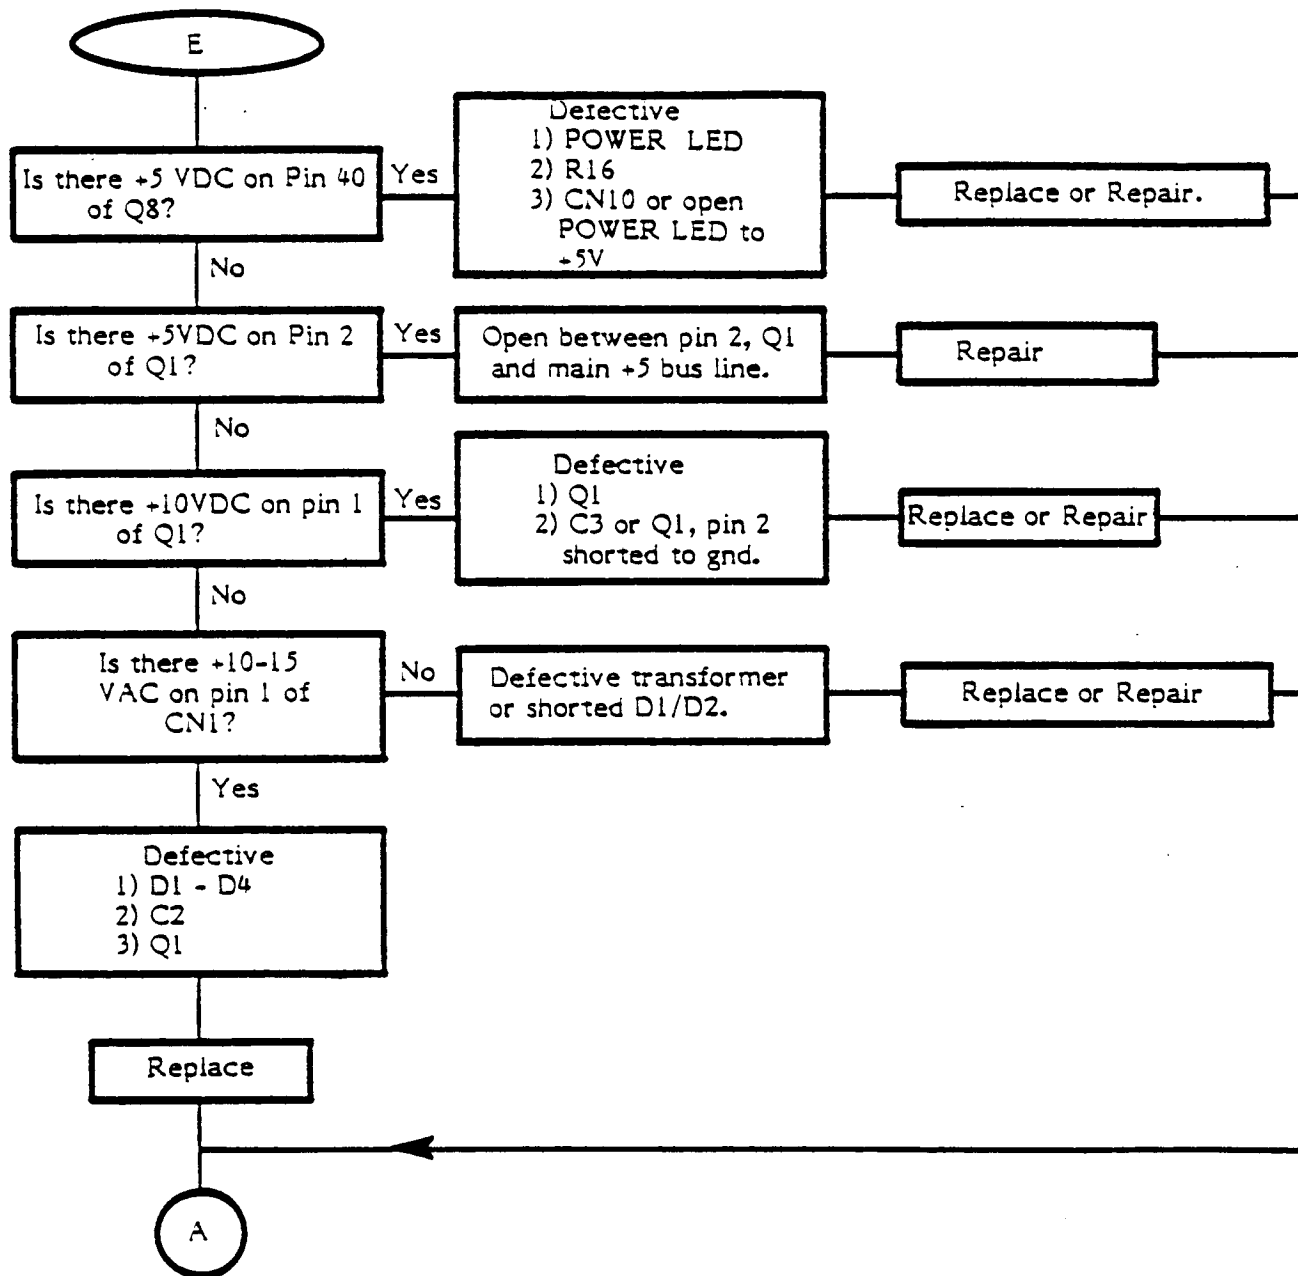 E
Is there +5 VDC on Pin 40
of Q8?
Yes
Defective
1) POWER LED
2) R16
3) CN10 or open
POWER LED to
+5V
Replace or Repair.
No
Is there +5VDC on Pin 2
of Q1?
Yes
Open between pin 2, Q1
and main +5 bus line.
Repair
No
Is there +10VDC on pin 1
of Q1?
Yes
Defective
1) Q1
2) C3 or Q1, pin 2
shorted to gnd.
Replace or Repair
No
Is there +10-15
VAC on pin 1 of
CN1?
No
Defective transformer
or shorted D1/D2.
Replace or Repair
Yes
Defective
1) D1 - D4
2) C2
3) Q1
Replace
A